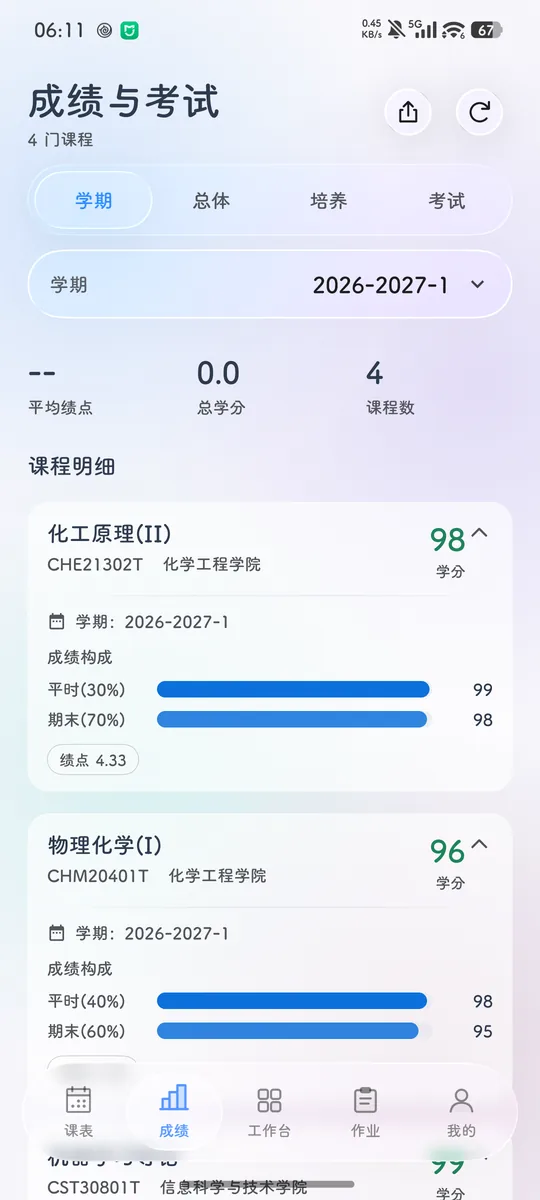 06:11
0.45 KB/s
5G
6
67
成绩与考试
4 门课程
学期 总体 培养 考试
学期 2026-2027-1
-- 0.0 4
平均绩点 总学分 课程数
课程明细
化工原理(II) 98
CHE21302T 化学工程学院 学分
学期: 2026-2027-1
成绩构成
平时(30%) 99
期末(70%) 98
绩点 4.33
物理化学(I) 96
CHM20401T 化学工程学院 学分
学期: 2026-2027-1
成绩构成
平时(40%) 98
期末(60%) 95
课表 成绩 工作台 作业 我的
99
CST30801T 信息科学与技术学院 学分